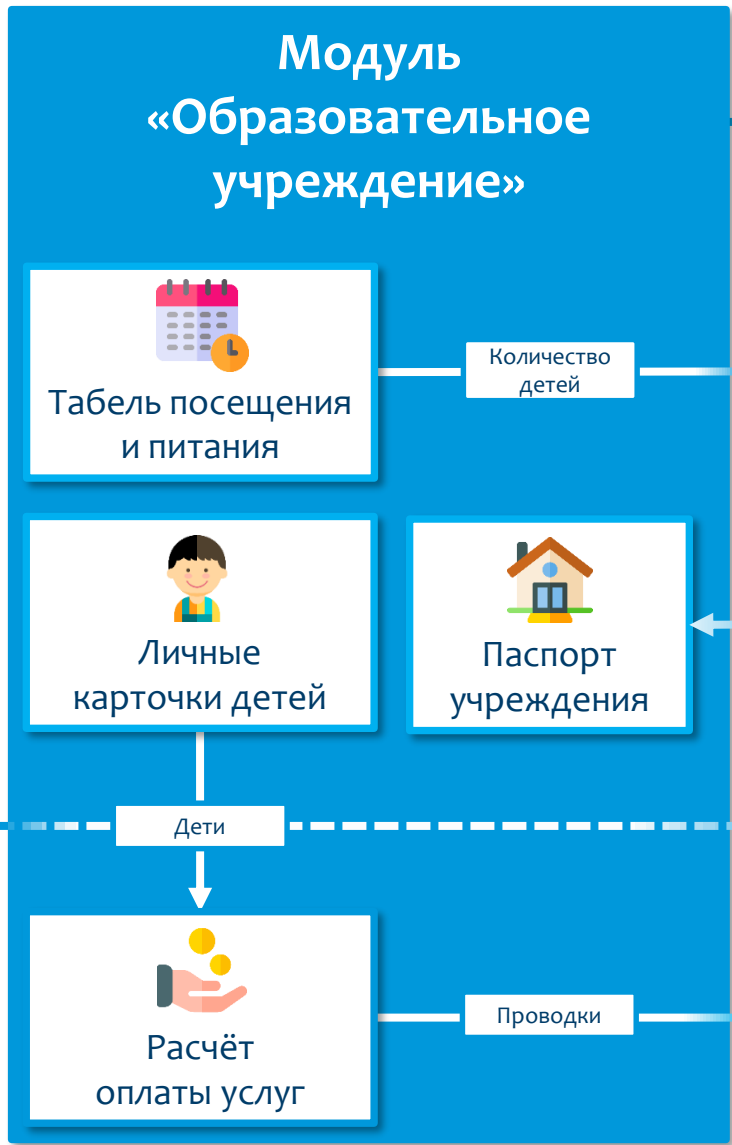 Модуль
«Образовательное
учреждение»
Табель посещения
и питания
Количество
детей
Личные
карточки детей
Паспорт
учреждения
Дети
Расчёт
оплаты услуг
Проводки